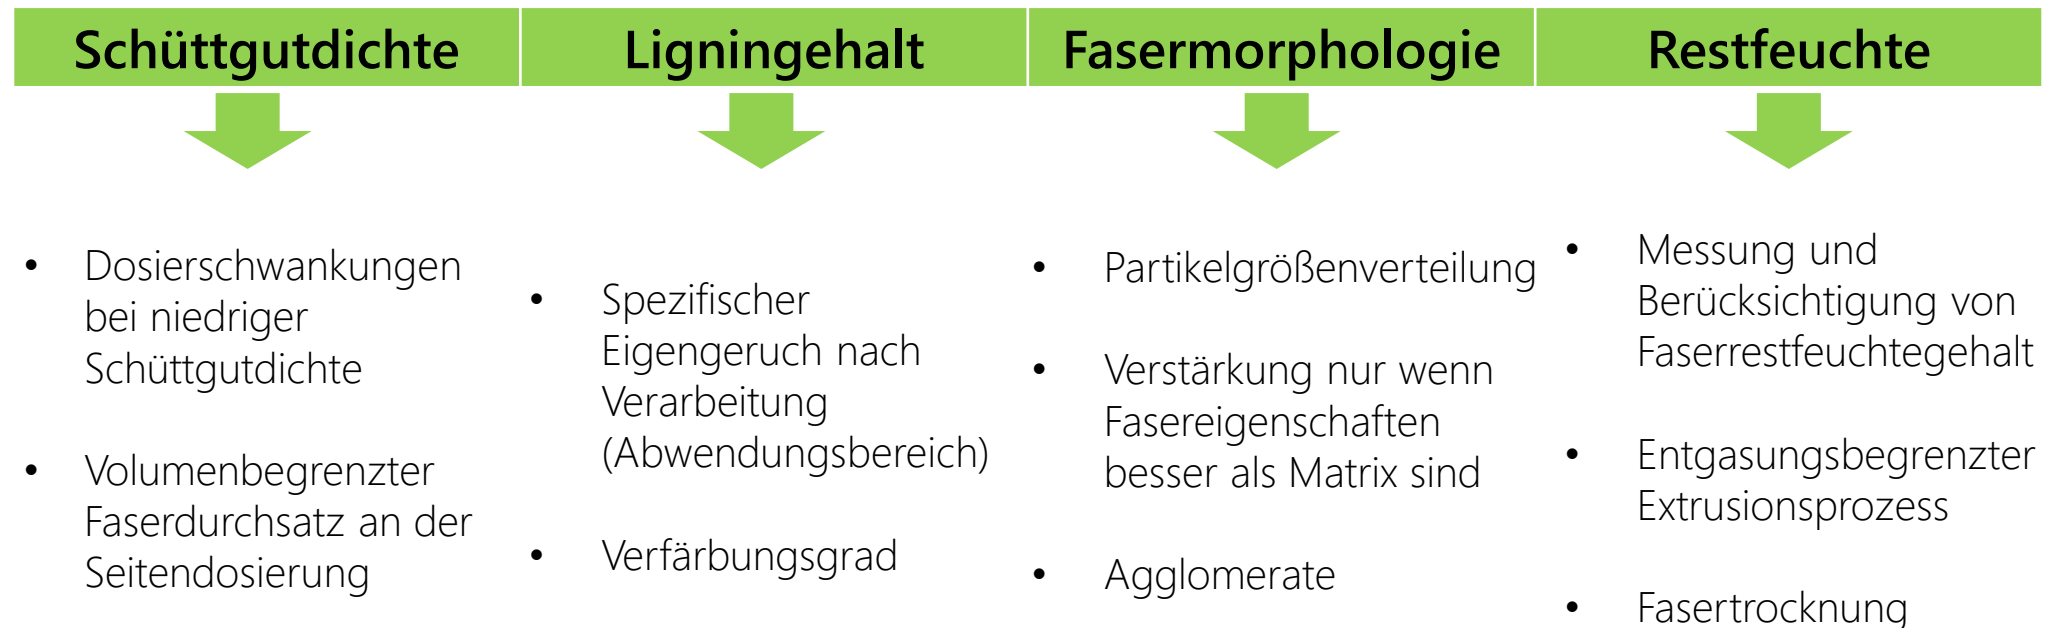 Schüttgutdichte
Ligningehalt
Fasermorphologie
Restfeuchte
• Dosierschwankungen
bei niedriger
Schüttgutdichte
• Volumenbegrenzter
Faserdurchsatz an der
Seitendosierung
• Spezifischer
Eigengeruch nach
Verarbeitung
(Abwendungsbereich)
• Verfärbungsgrad
• Partikelgrößenverteilung
• Verstärkung nur wenn
Fasereigenschaften
besser als Matrix sind
• Agglomerate
• Messung und
Berücksichtigung von
Faserrestfeuchtegehalt
• Entgasungsbegrenzter
Extrusionsprozess
• Fasertrocknung